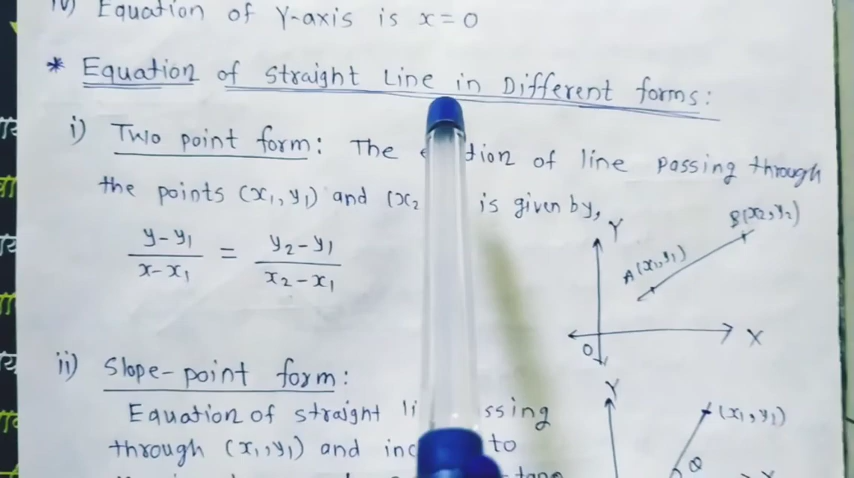 iv) Equation of Y-axis is x=0
* Equation of Straight Line in Different forms:
i) Two point form: The tion of line passing through
the points (x₁, y₁) and (x₂ is given by,
y-y₁ / x-x₁ = y₂-y₁ / x₂-x₁
Y
B(x₂, y₂)
A(x₁, y₁)
O
X
ii) Slope-point form:
Equation of straight li ssing
through (x₁, y₁) and inc to
Y
(x₁, y₁)
θ
X